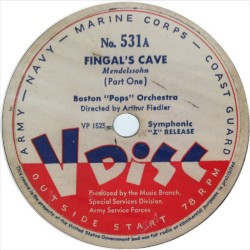 ARMY — NAVY — MARINE CORPS — COAST GUARD
No. 531A
FINGAL'S CAVE
Mendelssohn
(Part One)
Boston "Pops" Orchestra
Directed by Arthur Fiedler
VP 1525
Symphonic
"X" RELEASE
V DISC
Produced by the Music Branch,
Special Services Division,
Army Service Forces
OUTSIDE START 78 RPM